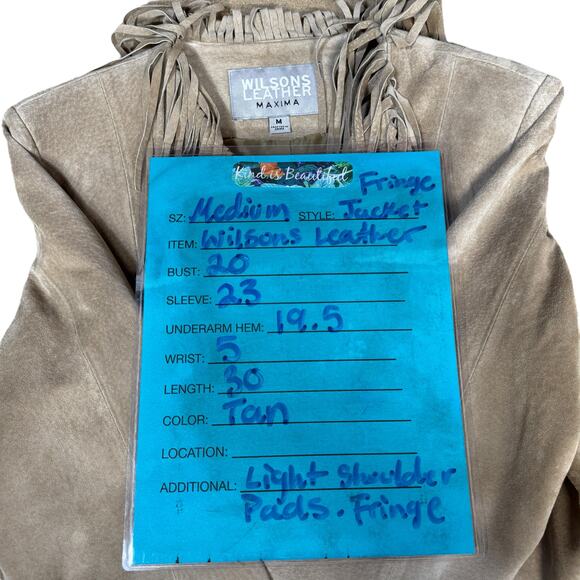 WILSONS
LEATHER
MAXIMA
M
Kind is Beautiful
Fringe
SZ: Medium STYLE: Jacket
ITEM: Wilsons Leather
BUST: 20
SLEEVE: 23
UNDERARM HEM: 19.5
WRIST: 5
LENGTH: 30
COLOR: Tan
LOCATION:
ADDITIONAL: Light Shoulder
Pads. Fringe